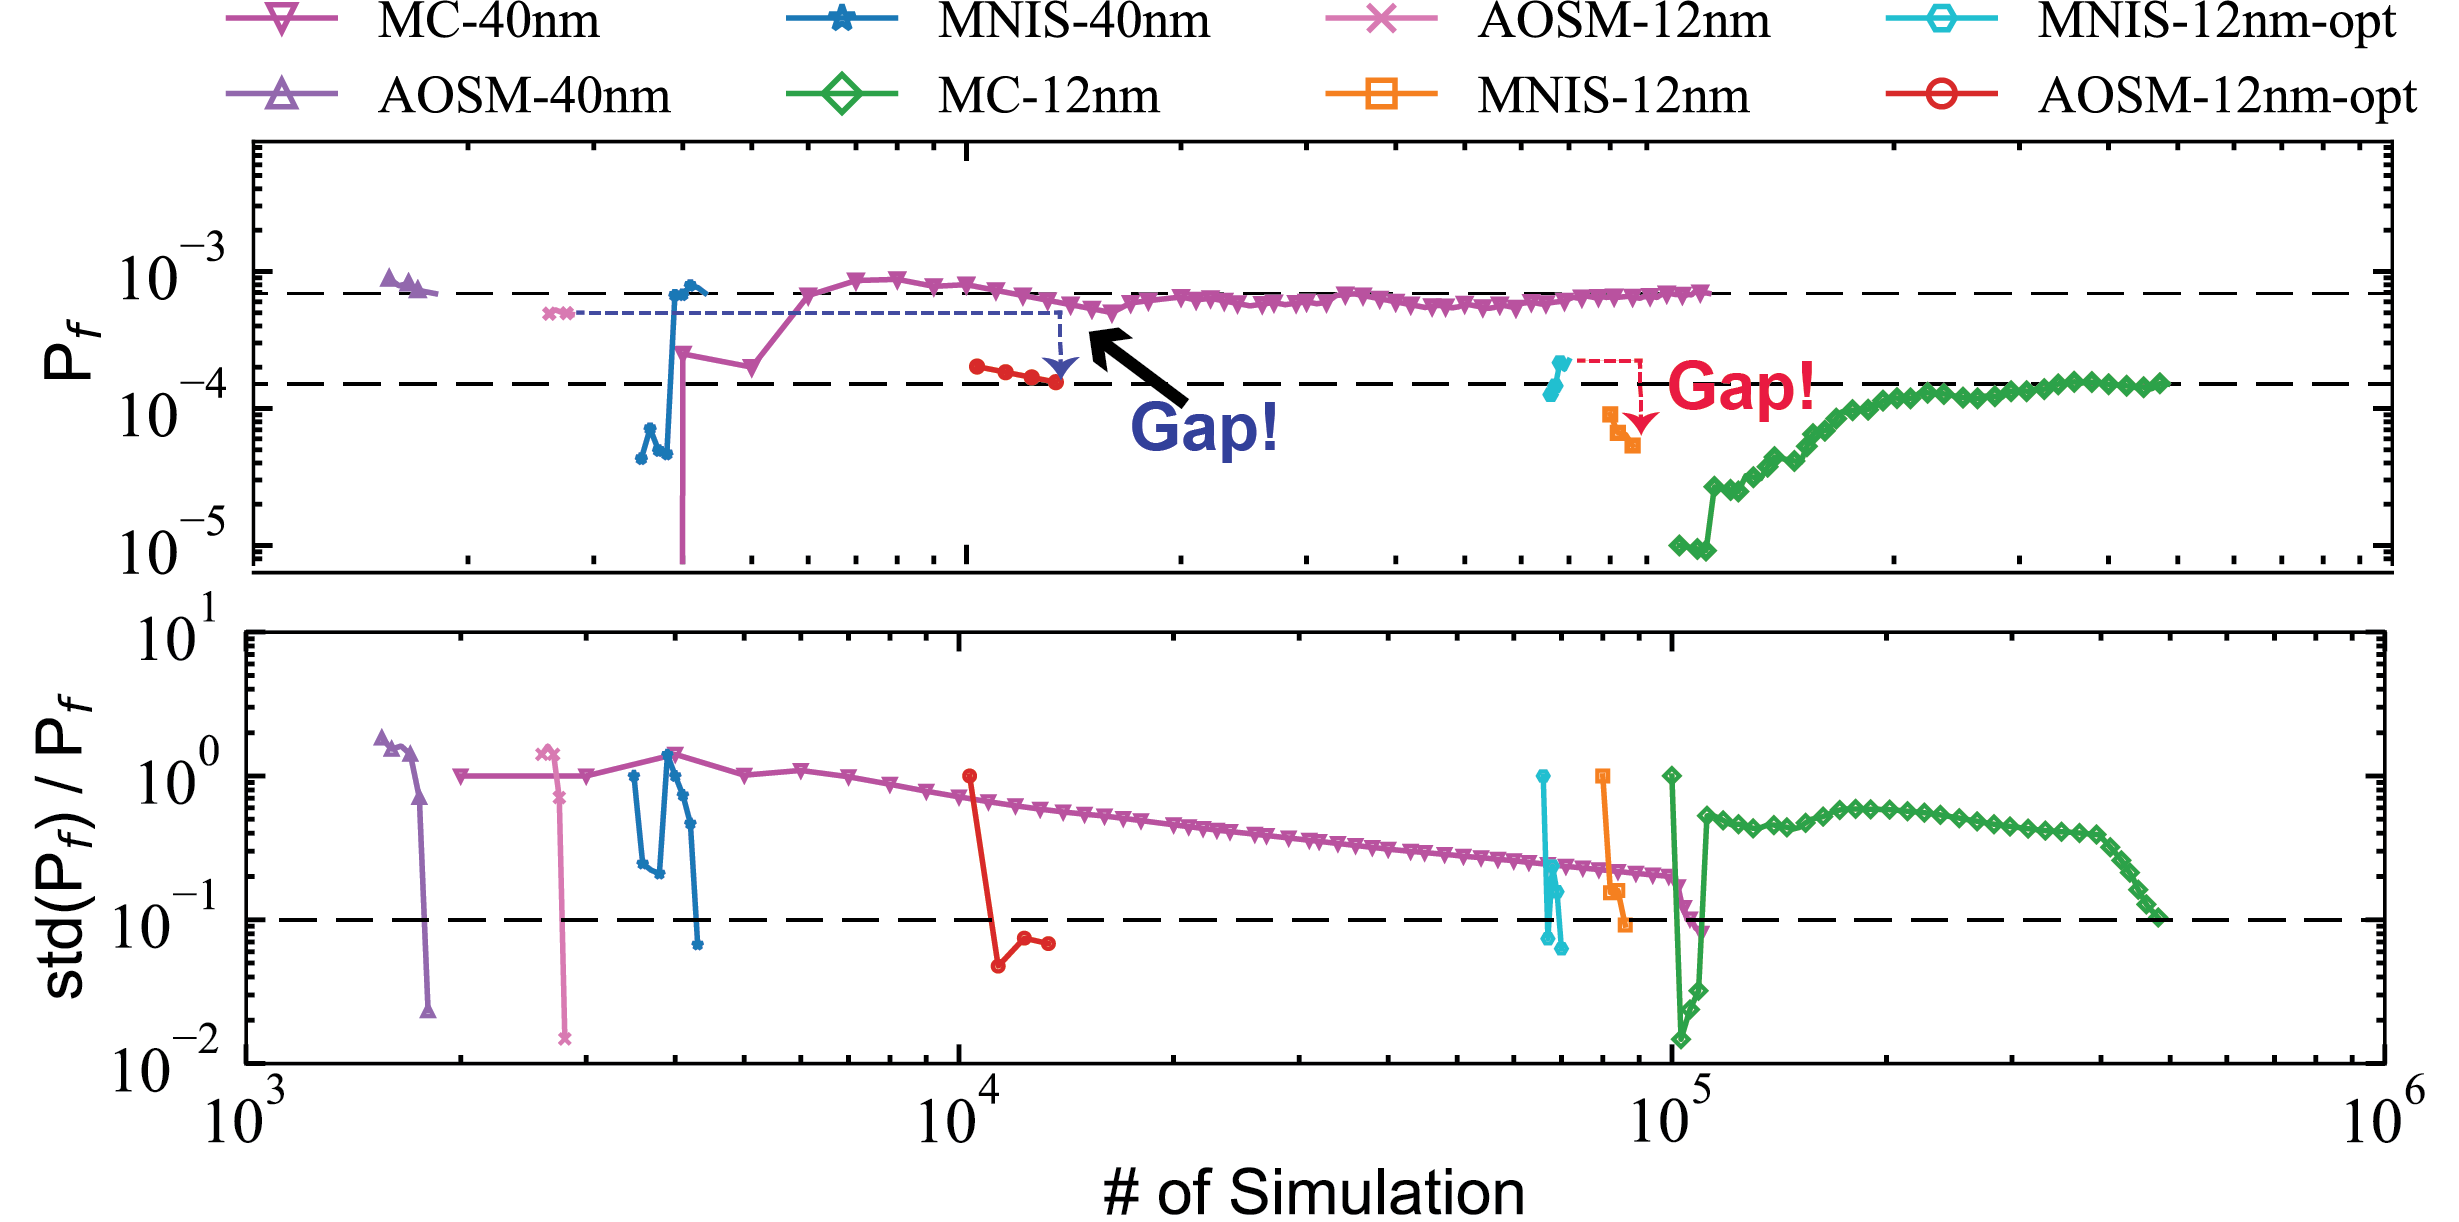 MC-40nm MNIS-40nm AOSM-12nm MNIS-12nm-opt
AOSM-40nm MC-12nm MNIS-12nm AOSM-12nm-opt
P_f
10^−3
10^−4
10^−5
Gap!
Gap!
std(P_f) / P_f
10^1
10^0
10^−1
10^−2
10^3 10^4 10^5 10^6
# of Simulation